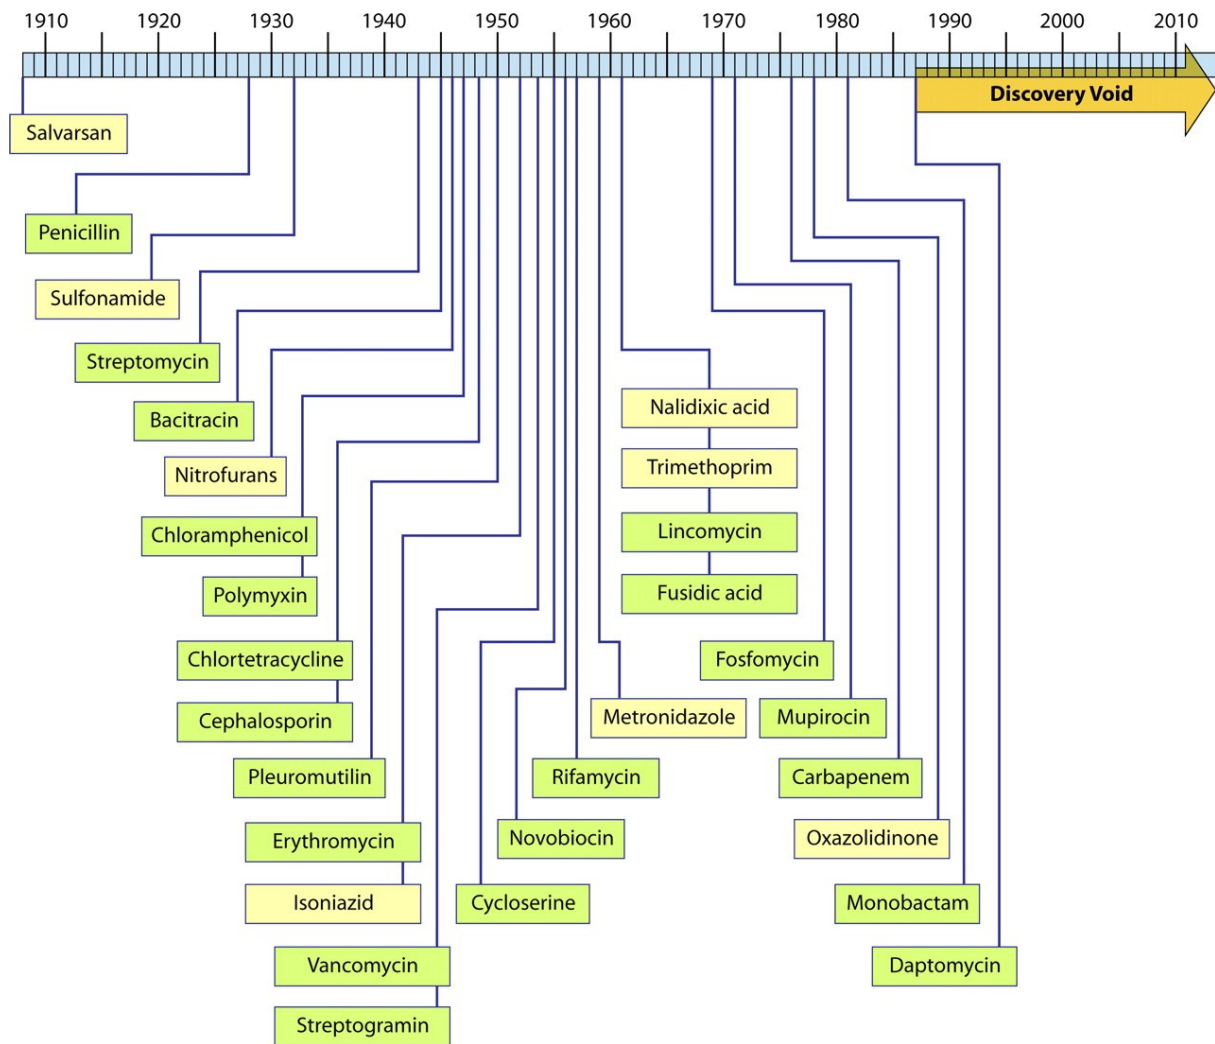 1910 1920 1930 1940 1950 1960 1970 1980 1990 2000 2010
Discovery Void
Salvarsan
Penicillin
Sulfonamide
Streptomycin
Bacitracin
Nitrofurans
Chloramphenicol
Polymyxin
Chlortetracycline
Cephalosporin
Pleuromutilin
Erythromycin
Isoniazid
Vancomycin
Streptogramin
Cycloserine
Novobiocin
Rifamycin
Metronidazole
Nalidixic acid
Trimethoprim
Lincomycin
Fusidic acid
Fosfomycin
Mupirocin
Carbapenem
Oxazolidinone
Monobactam
Daptomycin